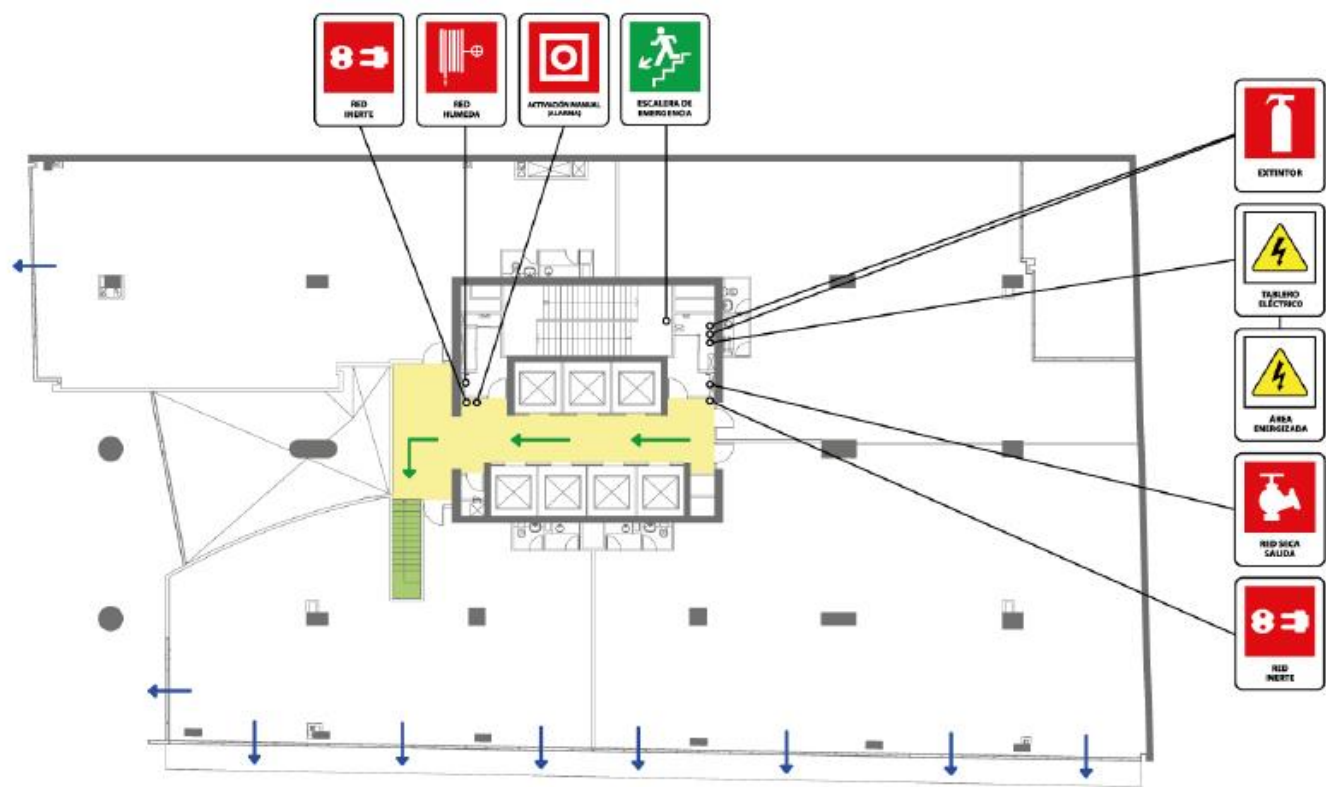 RED
INERTE
RED
HUMEDA
ACTIVACIÓN MANUAL
(ALARMA)
ESCALERA DE
EMERGENCIA
EXTINTOR
TABLERO
ELÉCTRICO
ÁREA
ENERGIZADA
RED SECA
SALIDA
RED
INERTE